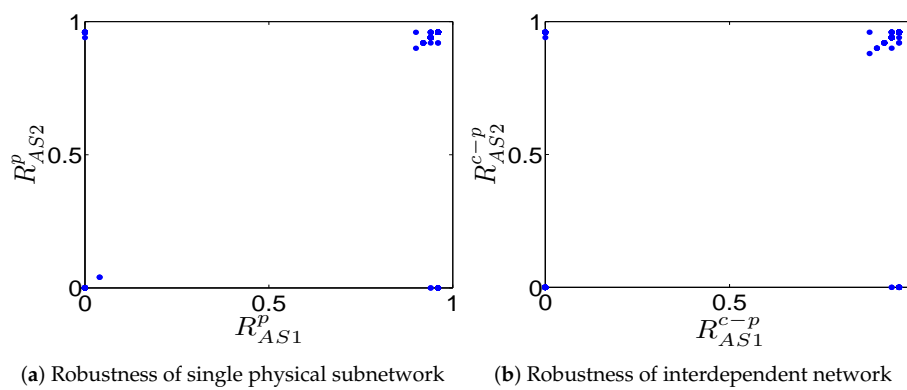 1
0.5
0
0
0.5
1
R^p_{AS2}
R^p_{AS1}
(a) Robustness of single physical subnetwork
1
0.5
0
0
0.5
R^{c-p}_{AS2}
R^{c-p}_{AS1}
(b) Robustness of interdependent network